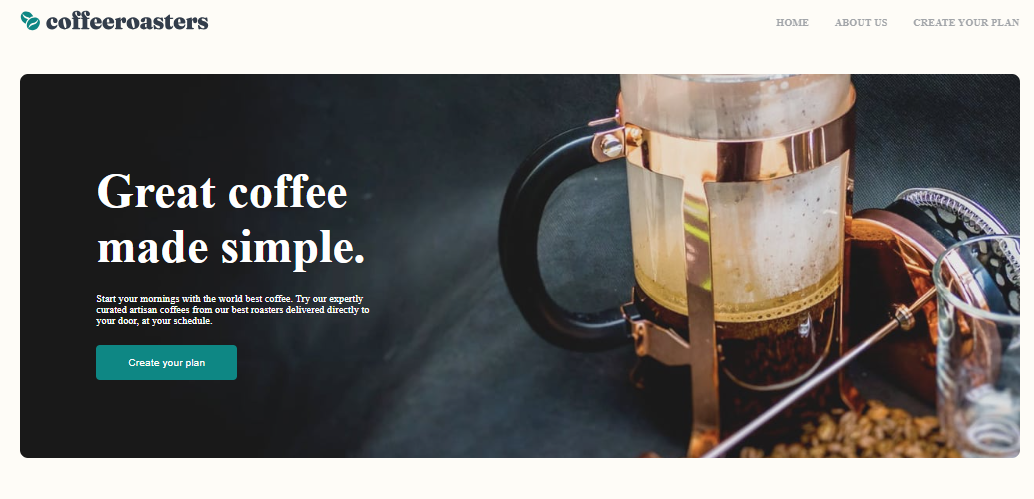 coffeeroasters
HOME ABOUT US CREATE YOUR PLAN
Great coffee
made simple.
Start your mornings with the world best coffee. Try our expertly
curated artisan coffees from our best roasters delivered directly to
your door, at your schedule.
Create your plan